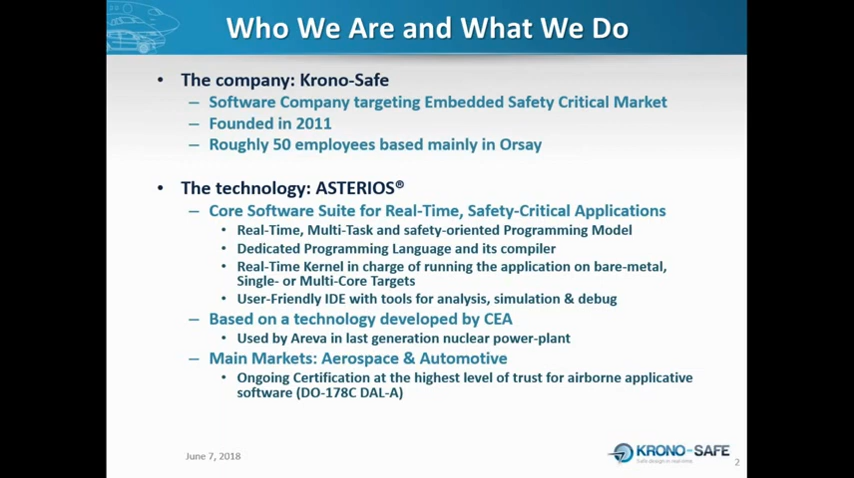 Who We Are and What We Do
• The company: Krono-Safe
– Software Company targeting Embedded Safety Critical Market
– Founded in 2011
– Roughly 50 employees based mainly in Orsay
• The technology: ASTERIOS®
– Core Software Suite for Real-Time, Safety-Critical Applications
• Real-Time, Multi-Task and safety-oriented Programming Model
• Dedicated Programming Language and its compiler
• Real-Time Kernel in charge of running the application on bare-metal,
Single- or Multi-Core Targets
• User-Friendly IDE with tools for analysis, simulation & debug
– Based on a technology developed by CEA
• Used by Areva in last generation nuclear power-plant
– Main Markets: Aerospace & Automotive
• Ongoing Certification at the highest level of trust for airborne applicative
software (DO-178C DAL-A)
June 7, 2018
KRONO-SAFE
2